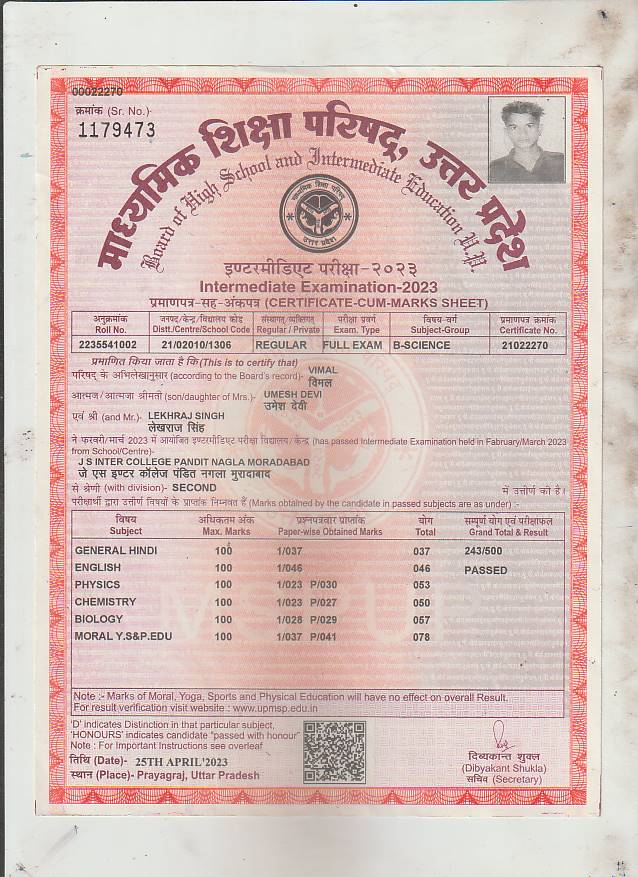 00022270
क्रमांक (Sr. No.)-
1179473
माध्यमिक शिक्षा परिषद्, उत्तर प्रदेश
Board of High School and Intermediate Education U.P.
माध्यमिक शिक्षा परिषद
उत्तर प्रदेश
इण्टरमीडिएट परीक्षा-२०२३
Intermediate Examination-2023
प्रमाणपत्र-सह-अंकपत्र (CERTIFICATE-CUM-MARKS SHEET)
अनुक्रमांक जनपद/केन्द्र/विद्यालय कोड संस्थागत/व्यक्तिगत परीक्षा प्रवर्ग विषय-वर्ग प्रमाणपत्र क्रमांक
Roll No. Distt./Centre/School Code Regular / Private Exam. Type Subject-Group Certificate No.
2235541002 21/02010/1306 REGULAR FULL EXAM B-SCIENCE 21022270
प्रमाणित किया जाता है कि (This is to certify that)
परिषद के अभिलेखानुसार (according to the Board's record)- VIMAL
विमल
आत्मज/आत्मजा श्रीमती (son/daughter of Mrs.)- UMESH DEVI
उमेश देवी
एवं श्री (and Mr.)- LEKHRAJ SINGH
लेखराज सिंह
ने फरवरी/मार्च 2023 में आयोजित इण्टरमीडिएट परीक्षा विद्यालय/केन्द्र (has passed Intermediate Examination held in Fabruary/March 2023
from School/Centre)-
J S INTER COLLEGE PANDIT NAGLA MORADABAD
जे एस इण्टर कॉलेज पंडित नगला मुरादाबाद
से श्रेणी (with division)- SECOND में उत्तीर्ण की है।
परीक्षार्थी द्वारा उत्तीर्ण विषयों के प्राप्तांक निम्नवत हैं (Marks obtained by the candidate in passed subjects are as under) :-
विषय अधिकतम अंक प्रश्नपत्रवार प्राप्तांक योग सम्पूर्ण योग एवं परीक्षाफल
Subject Max. Marks Paper-wise Obtained Marks Total Grand Total & Result
GENERAL HINDI 100 1/037 037 243/500
ENGLISH 100 1/046 046 PASSED
PHYSICS 100 1/023 P/030 053
CHEMISTRY 100 1/023 P/027 050
BIOLOGY 100 1/028 P/029 057
MORAL Y.S&P.EDU 100 1/037 P/041 078
Note :- Marks of Moral, Yoga, Sports and Physical Education will have no effect on overall Result.
For result verification visit website : www.upmsp.edu.in
'D' indicates Distinction in that particular subject,
'HONOURS' indicates candidate "passed with honour"
Note : For Important Instructions see overleaf
तिथि (Date)- 25TH APRIL'2023
स्थान (Place)- Prayagraj, Uttar Pradesh
दिव्यकान्त शुक्ल
(Dibyakant Shukla)
सचिव (Secretary)